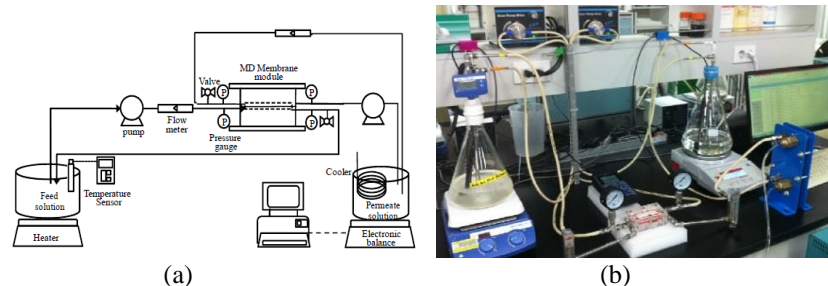 MD Membrane
module
Valve
P
P
P
P
pump
Flow
meter
Pressure
gauge
Cooler
Feed
solution
Temperature
Sensor
Permeate
solution
Heater
Electronic
balance
(a)
(b)